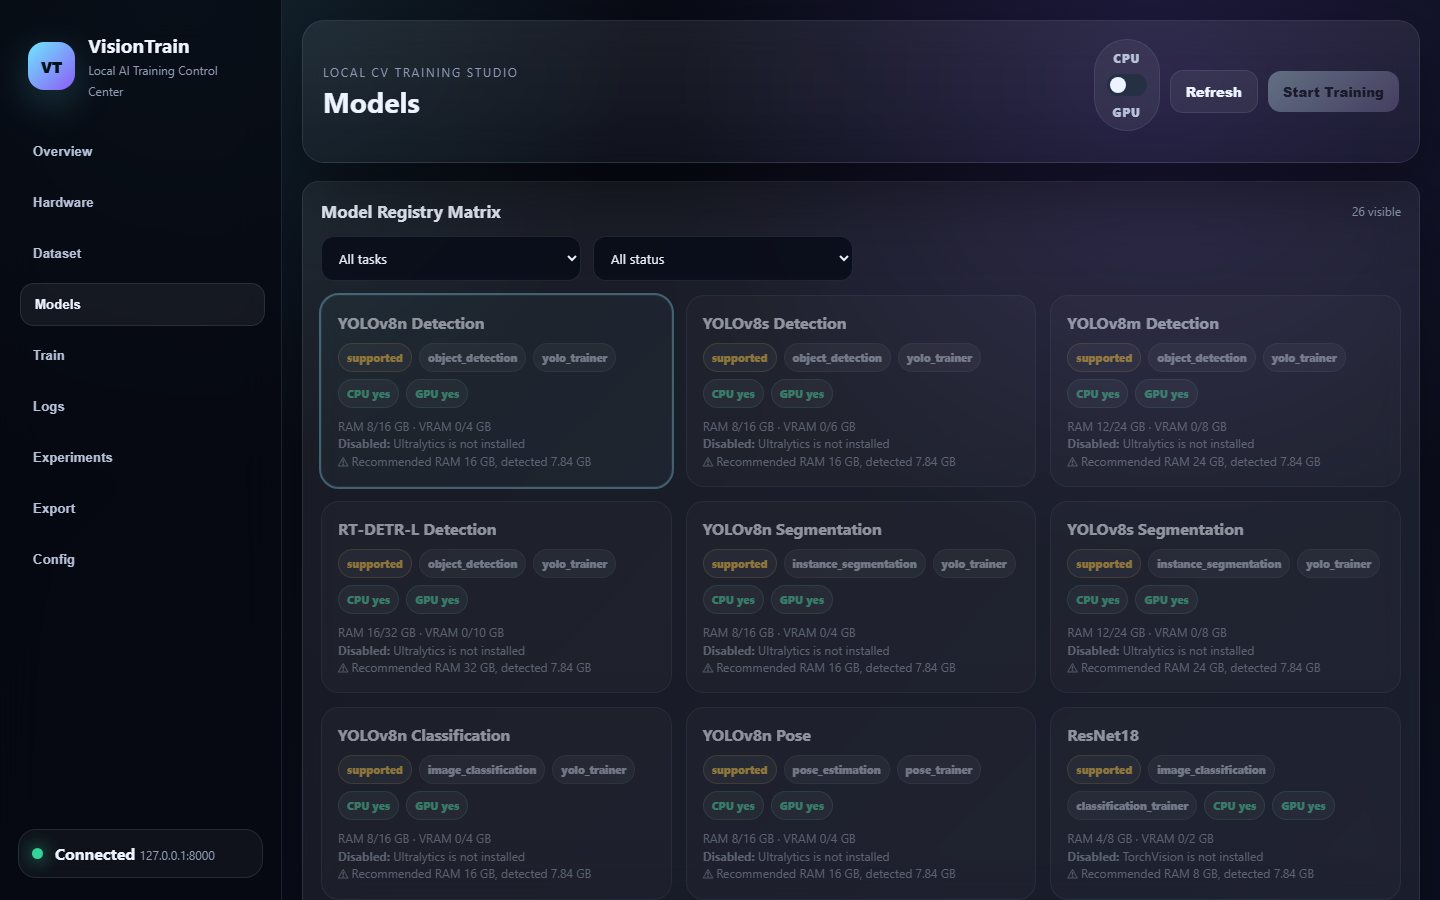 VT
VisionTrain
Local AI Training Control
Center
Overview
Hardware
Dataset
Models
Train
Logs
Experiments
Export
Config
Connected 127.0.0.1:8000
LOCAL CV TRAINING STUDIO
Models
CPU
GPU
Refresh
Start Training
Model Registry Matrix
26 visible
All tasks
All status
YOLOv8n Detection
supported object_detection yolo_trainer
CPU yes GPU yes
RAM 8/16 GB · VRAM 0/4 GB
Disabled: Ultralytics is not installed
⚠ Recommended RAM 16 GB, detected 7.84 GB
YOLOv8s Detection
supported object_detection yolo_trainer
CPU yes GPU yes
RAM 8/16 GB · VRAM 0/6 GB
Disabled: Ultralytics is not installed
⚠ Recommended RAM 16 GB, detected 7.84 GB
YOLOv8m Detection
supported object_detection yolo_trainer
CPU yes GPU yes
RAM 12/24 GB · VRAM 0/8 GB
Disabled: Ultralytics is not installed
⚠ Recommended RAM 24 GB, detected 7.84 GB
RT-DETR-L Detection
supported object_detection yolo_trainer
CPU yes GPU yes
RAM 16/32 GB · VRAM 0/10 GB
Disabled: Ultralytics is not installed
⚠ Recommended RAM 32 GB, detected 7.84 GB
YOLOv8n Segmentation
supported instance_segmentation yolo_trainer
CPU yes GPU yes
RAM 8/16 GB · VRAM 0/4 GB
Disabled: Ultralytics is not installed
⚠ Recommended RAM 16 GB, detected 7.84 GB
YOLOv8s Segmentation
supported instance_segmentation yolo_trainer
CPU yes GPU yes
RAM 12/24 GB · VRAM 0/8 GB
Disabled: Ultralytics is not installed
⚠ Recommended RAM 24 GB, detected 7.84 GB
YOLOv8n Classification
supported image_classification yolo_trainer
CPU yes GPU yes
RAM 8/16 GB · VRAM 0/4 GB
Disabled: Ultralytics is not installed
⚠ Recommended RAM 16 GB, detected 7.84 GB
YOLOv8n Pose
supported pose_estimation pose_trainer
CPU yes GPU yes
RAM 8/16 GB · VRAM 0/4 GB
Disabled: Ultralytics is not installed
⚠ Recommended RAM 16 GB, detected 7.84 GB
ResNet18
supported image_classification
classification_trainer CPU yes GPU yes
RAM 4/8 GB · VRAM 0/2 GB
Disabled: TorchVision is not installed
⚠ Recommended RAM 8 GB, detected 7.84 GB